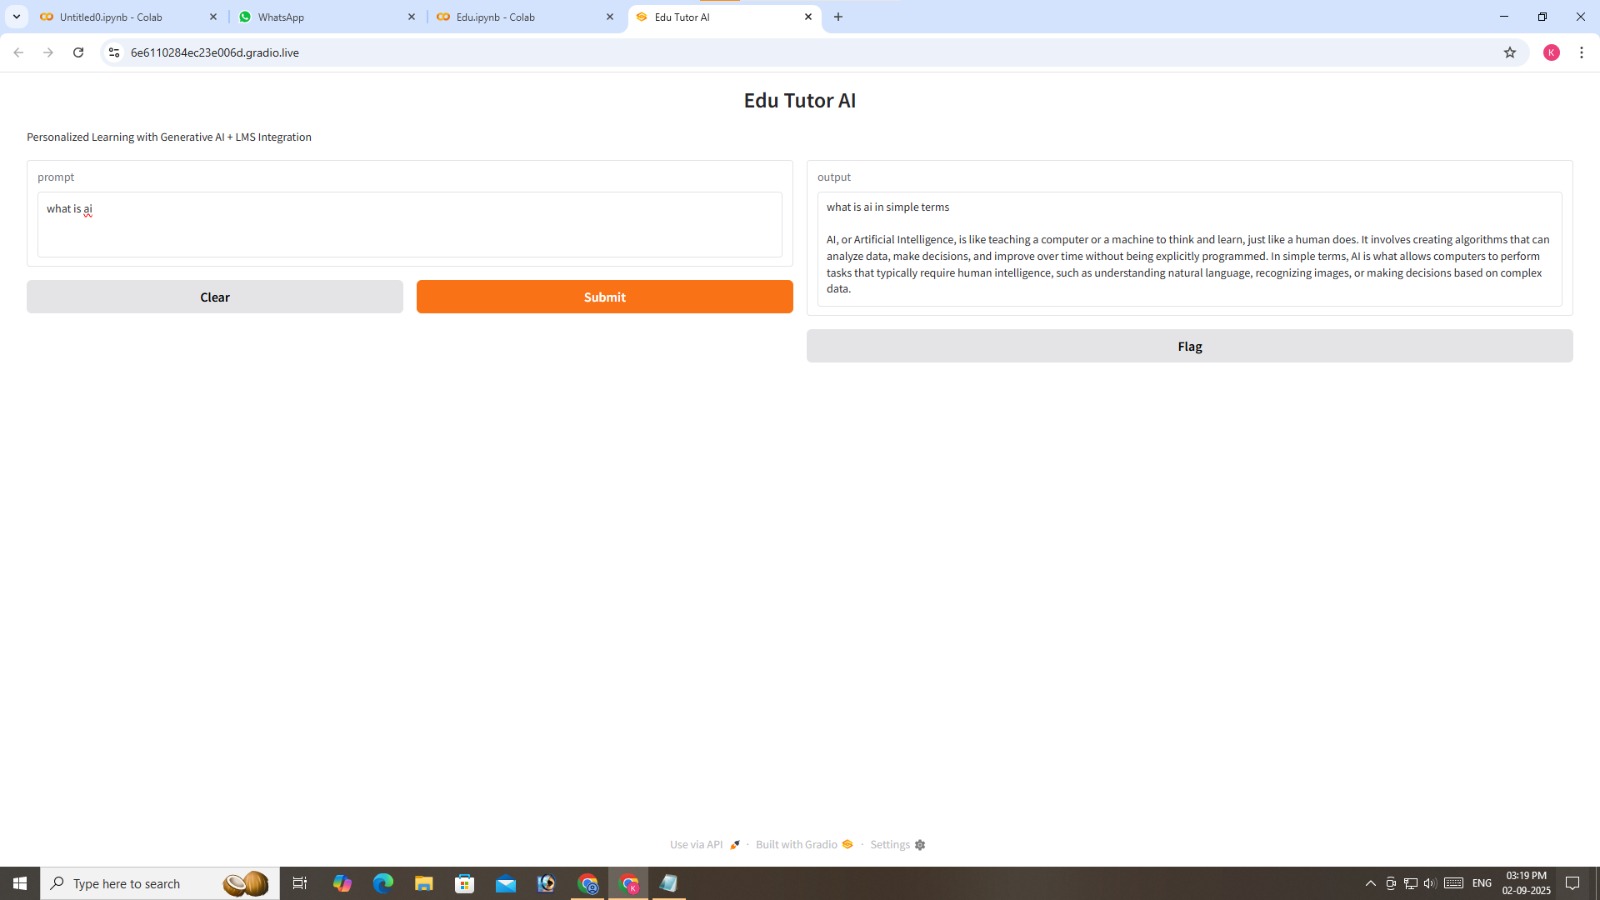 Untitled0.ipynb - Colab
WhatsApp
Edu.ipynb - Colab
Edu Tutor AI
6e6110284ec23e006d.gradio.live
K
Edu Tutor AI
Personalized Learning with Generative AI + LMS Integration
prompt
what is ai
Clear
Submit
output
what is ai in simple terms
AI, or Artificial Intelligence, is like teaching a computer or a machine to think and learn, just like a human does. It involves creating algorithms that can
analyze data, make decisions, and improve over time without being explicitly programmed. In simple terms, AI is what allows computers to perform
tasks that typically require human intelligence, such as understanding natural language, recognizing images, or making decisions based on complex
data.
Flag
Use via API · Built with Gradio · Settings
Type here to search
ENG
03:19 PM
02-09-2025